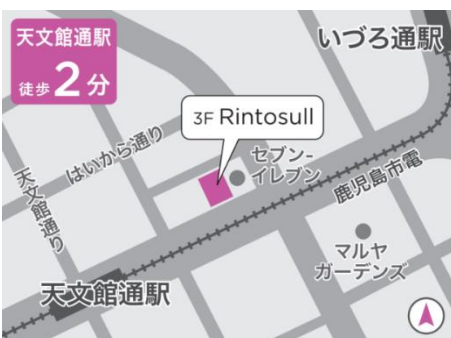 天文館通駅
徒歩2分
いづろ通駅
3F Rintosull
はいから通り
セブン-
イレブン
天文館通り
鹿児島市電
マルヤ
ガーデンズ
天文館通駅